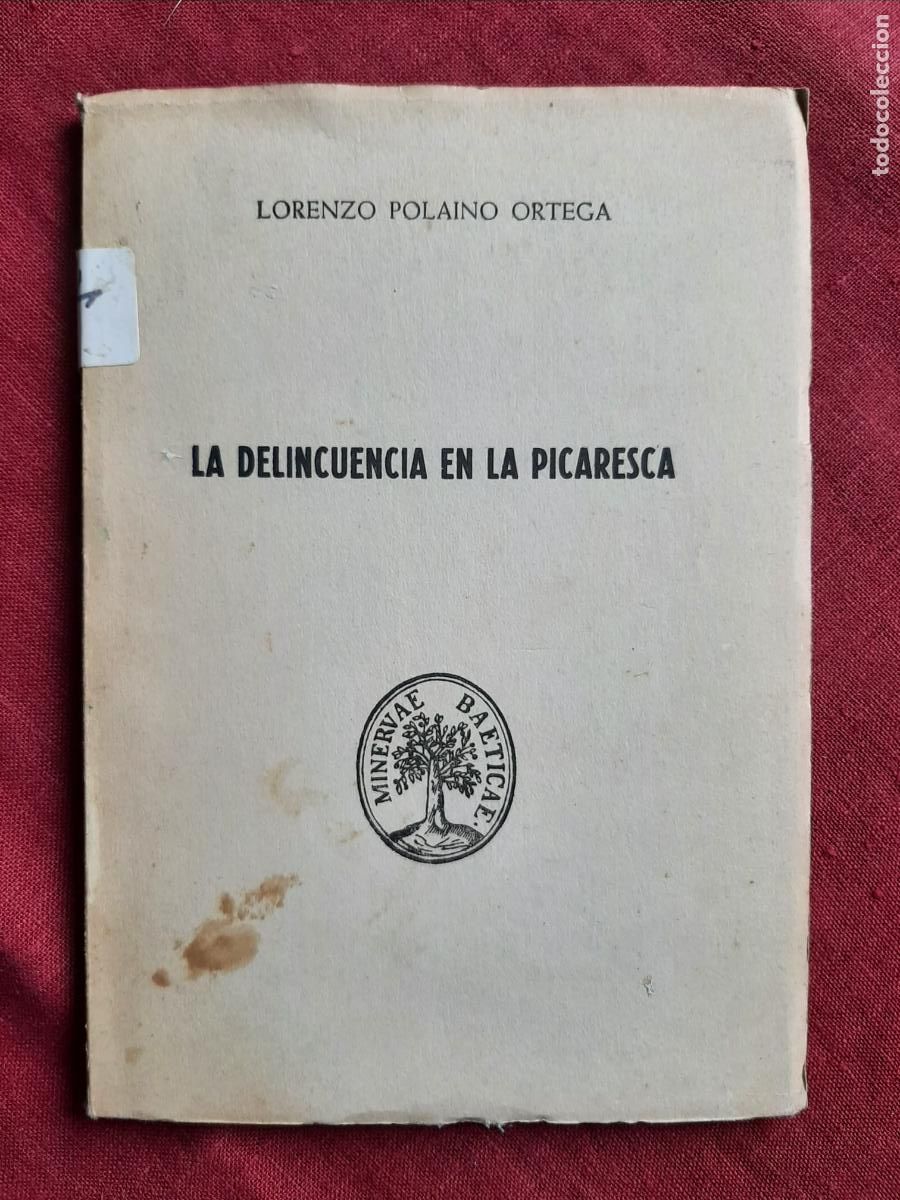 LORENZO POLAINO ORTEGA
LA DELINCUENCIA EN LA PICARESCA
MINERVAE BAETICAE.
todocoleccion